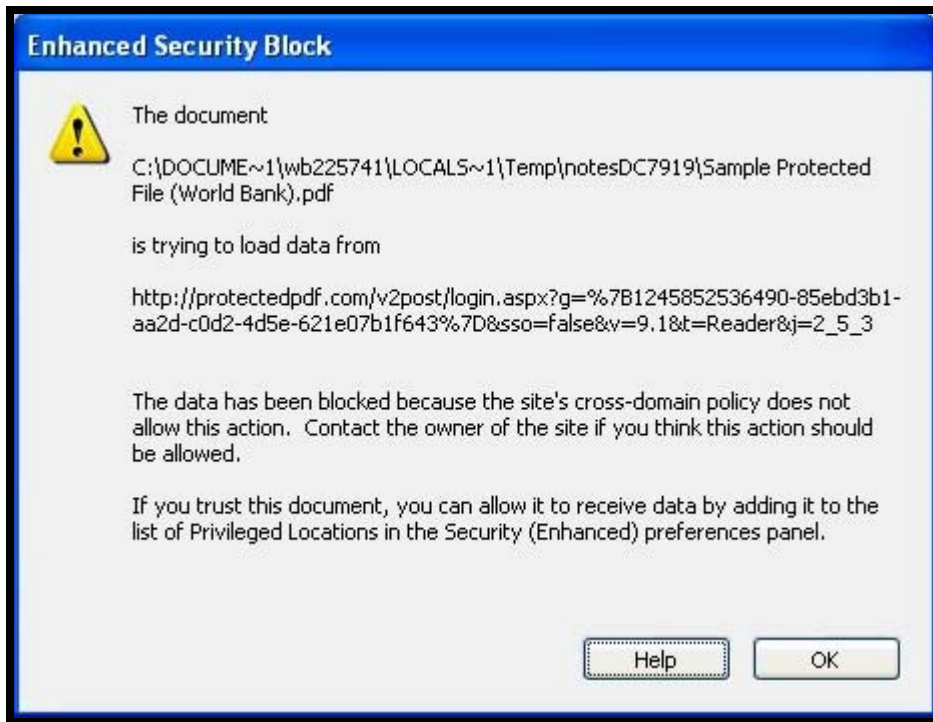 Enhanced Security Block
The document
C:\DOCUME~1\wb225741\LOCALS~1\Temp\notesDC7919\Sample Protected
File (World Bank).pdf
is trying to load data from
http://protectedpdf.com/v2post/login.aspx?g=%7B1245852536490-85ebd3b1-
aa2d-c0d2-4d5e-621e07b1f643%7D&sso=false&v=9.1&t=Reader&j=2_5_3
The data has been blocked because the site's cross-domain policy does not
allow this action.  Contact the owner of the site if you think this action should
be allowed.
If you trust this document, you can allow it to receive data by adding it to the
list of Privileged Locations in the Security (Enhanced) preferences panel.
Help
OK